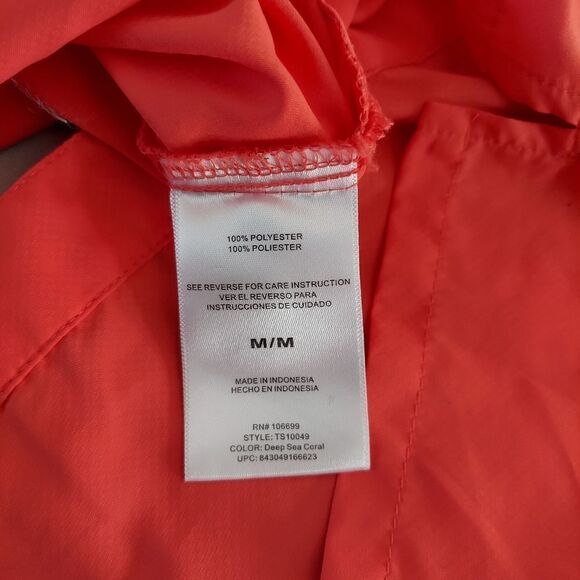 100% POLYESTER
100% POLIESTER
SEE REVERSE FOR CARE INSTRUCTION
VER EL REVERSO PARA
INSTRUCCIONES DE CUIDADO
M/M
MADE IN INDONESIA
HECHO EN INDONESIA
RN# 106699
STYLE: TS10049
COLOR: Deep Sea Coral
UPC: 843049166623